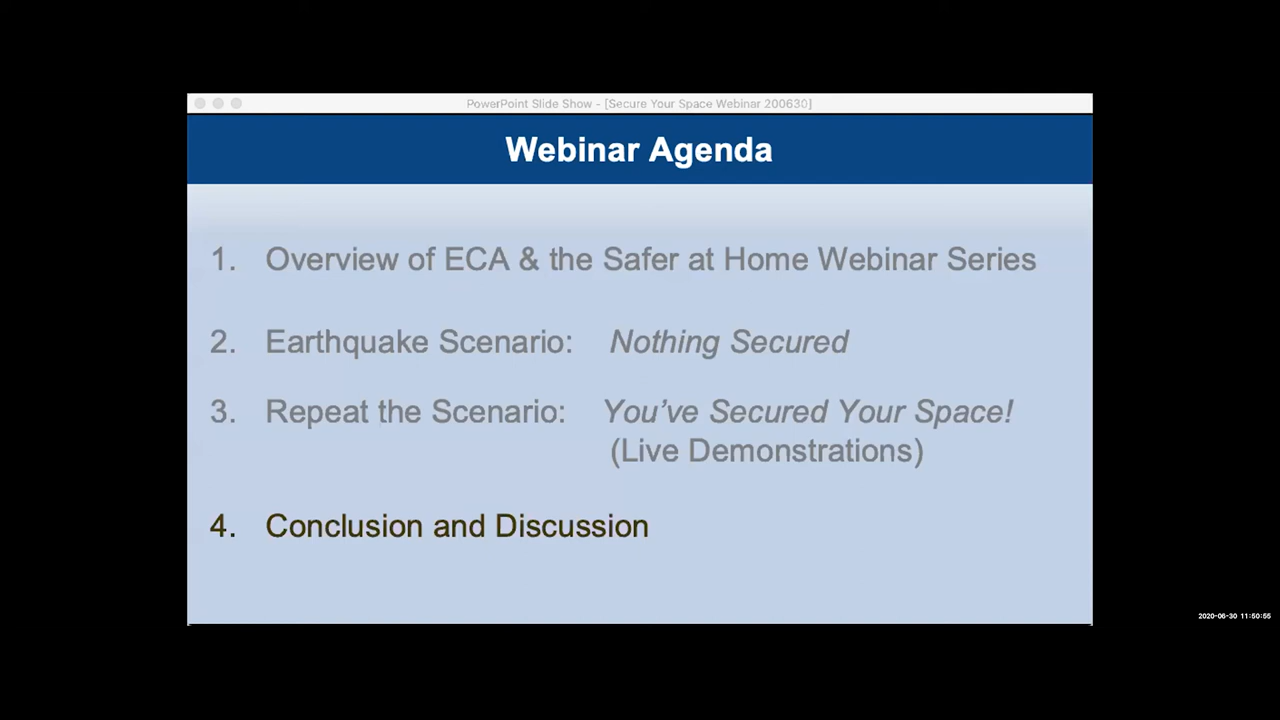 PowerPoint Slide Show - [Secure Your Space Webinar 200630]
Webinar Agenda
1. Overview of ECA & the Safer at Home Webinar Series
2. Earthquake Scenario: Nothing Secured
3. Repeat the Scenario: You’ve Secured Your Space!
(Live Demonstrations)
4. Conclusion and Discussion
2020-06-30 11:50:55